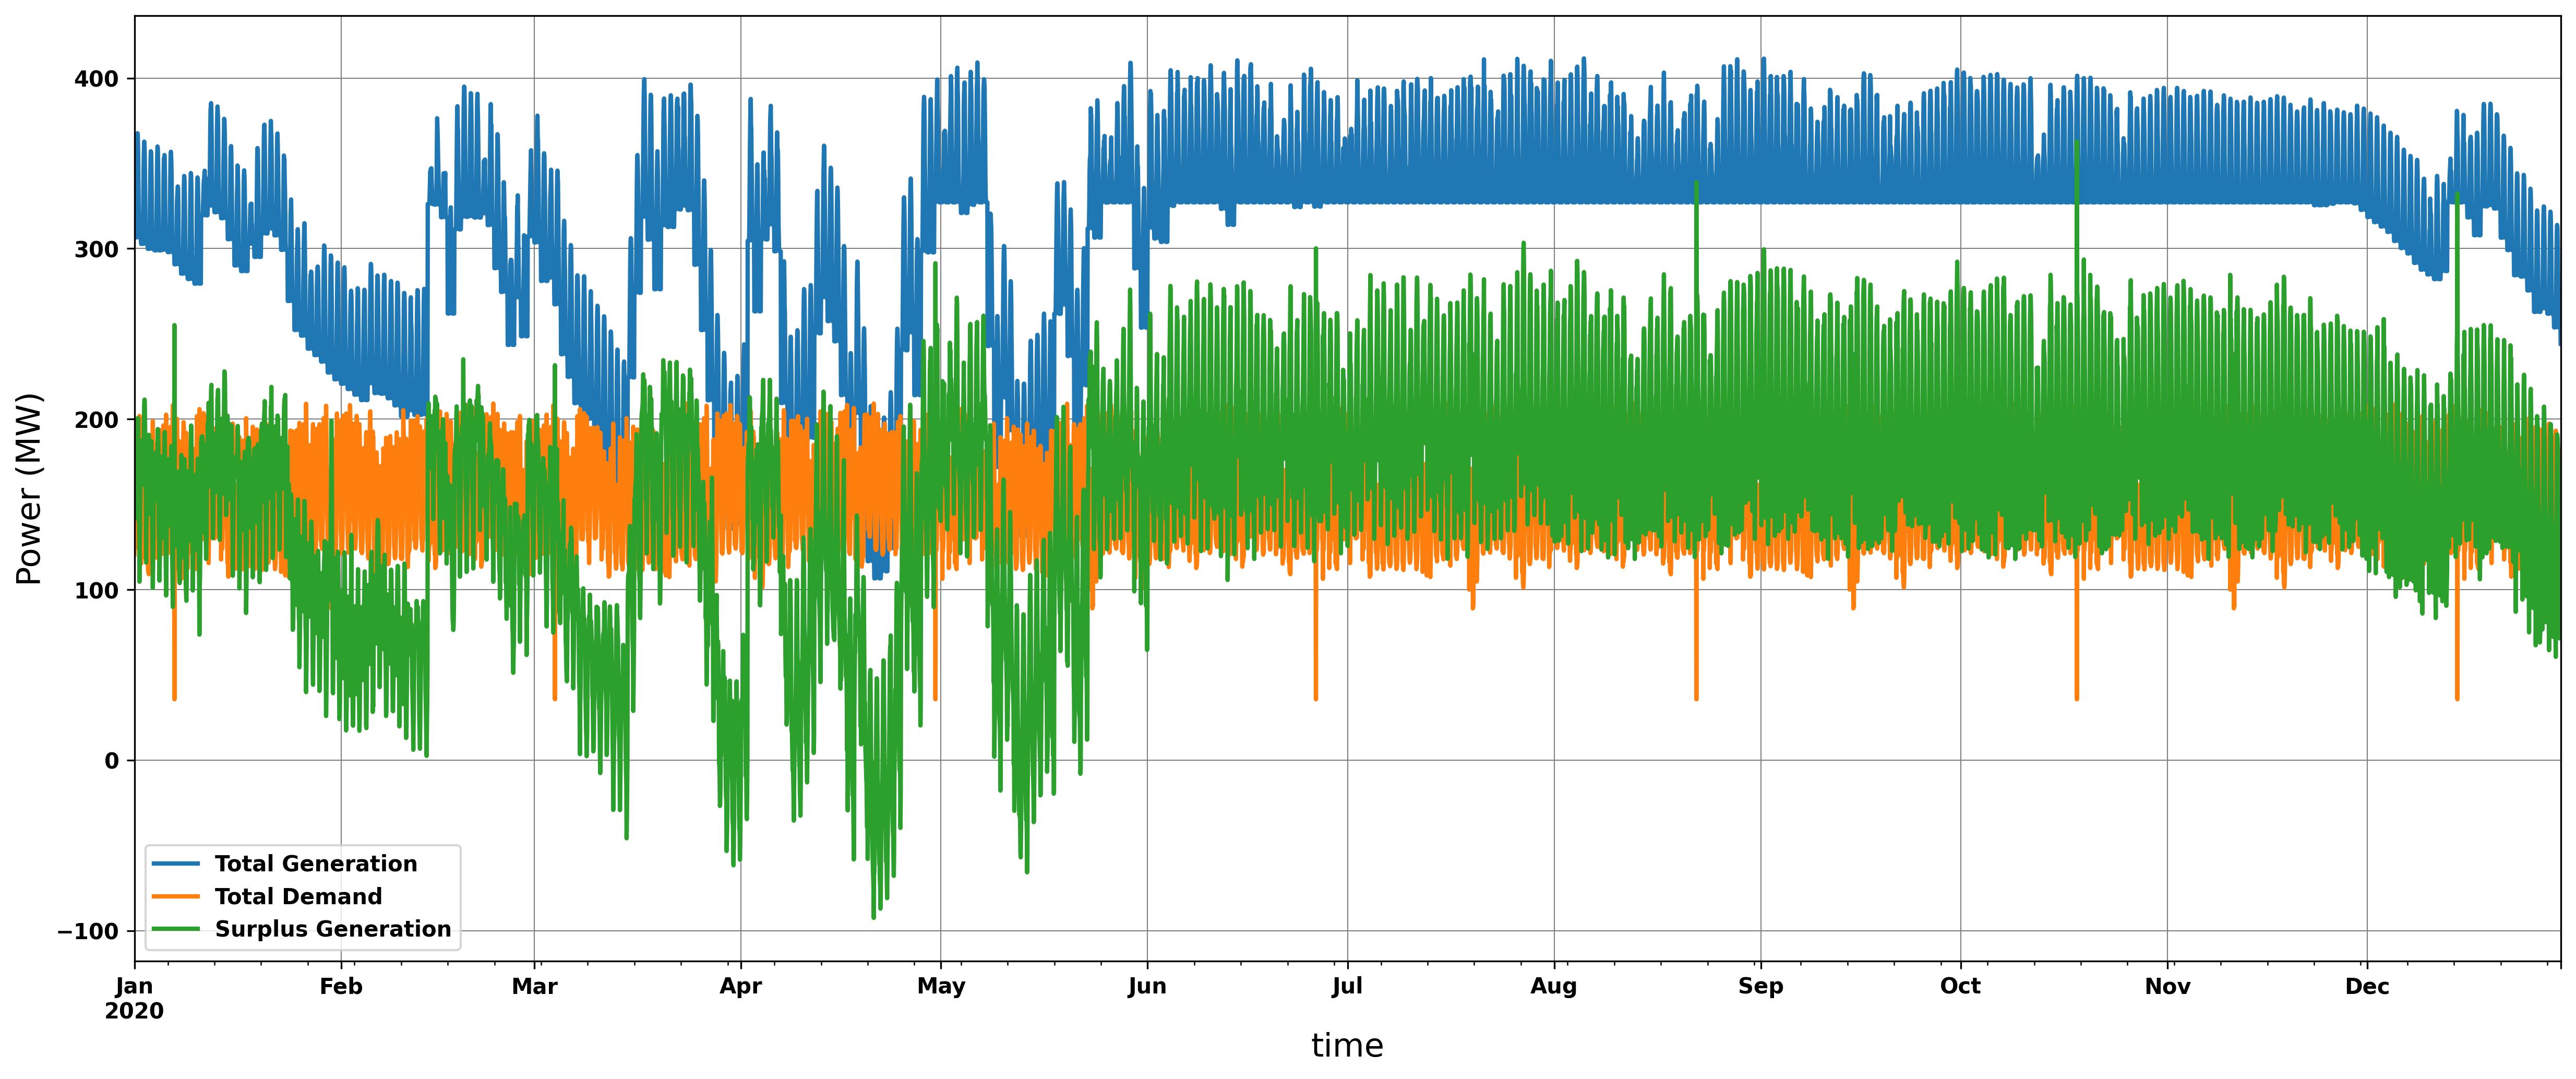 Power (MW)
400
300
200
100
0
−100
Total Generation
Total Demand
Surplus Generation
Jan Feb Mar Apr May Jun Jul Aug Sep Oct Nov Dec
2020
time